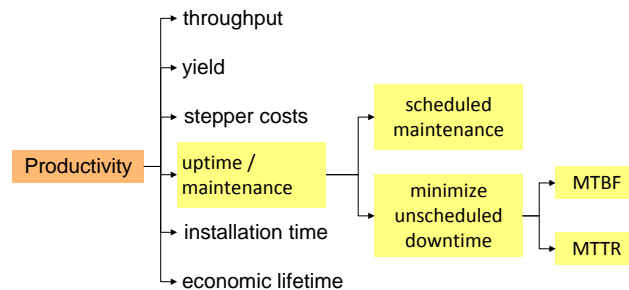 throughput
yield
stepper costs
Productivity
uptime /
maintenance
installation time
economic lifetime
scheduled
maintenance
minimize
unscheduled
downtime
MTBF
MTTR